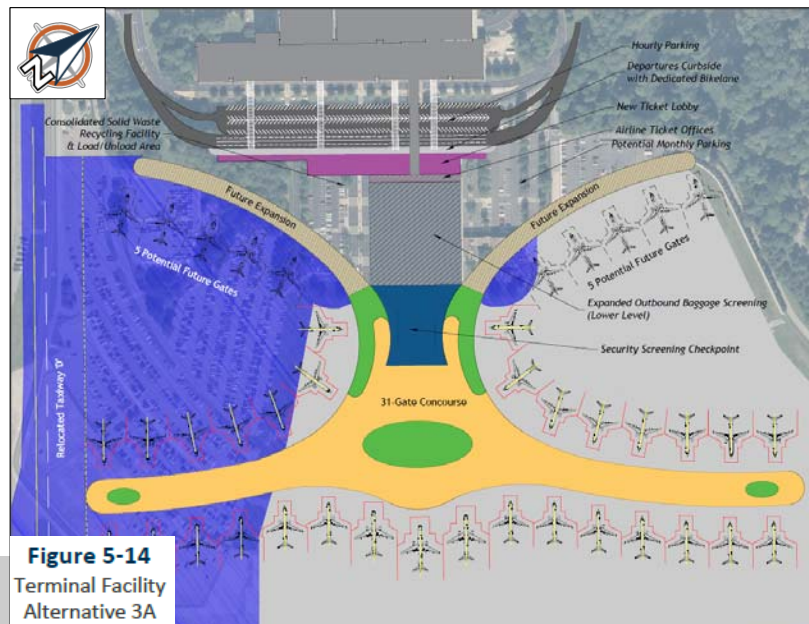 Hourly Parking
Departures Curbside
with Dedicated Bikelane
New Ticket Lobby
Consolidated Solid Waste
Recycling Facility
& Load/Unload Area
Airline Ticket Offices
Potential Monthly Parking
Future Expansion
Future Expansion
5 Potential Future Gates
5 Potential Future Gates
Expanded Outbound Baggage Screening
(Lower Level)
Security Screening Checkpoint
Relocated Taxiway 'D'
31-Gate Concourse
Figure 5-14
Terminal Facility
Alternative 3A